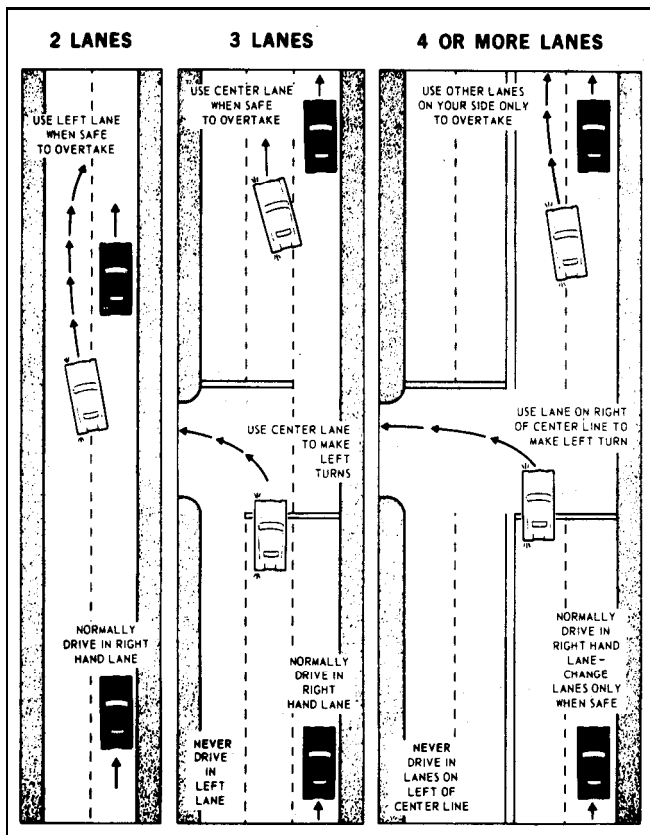 2 LANES
USE LEFT LANE
WHEN SAFE
TO OVERTAKE
NORMALLY
DRIVE IN RIGHT
HAND LANE
3 LANES
USE CENTER LANE
WHEN SAFE
TO OVERTAKE
USE CENTER LANE
TO MAKE
LEFT
TURNS
NORMALLY
DRIVE IN
RIGHT
HAND LANE
NEVER
DRIVE
IN
LEFT
LANE
4 OR MORE LANES
USE OTHER LANES
ON YOUR SIDE ONLY
TO OVERTAKE
USE LANE ON RIGHT
OF CENTER LINE TO
MAKE LEFT TURN
NORMALLY
DRIVE IN
RIGHT HAND
LANE-
CHANGE
LANES ONLY
WHEN SAFE
NEVER
DRIVE IN
LANES ON
LEFT OF
CENTER LINE